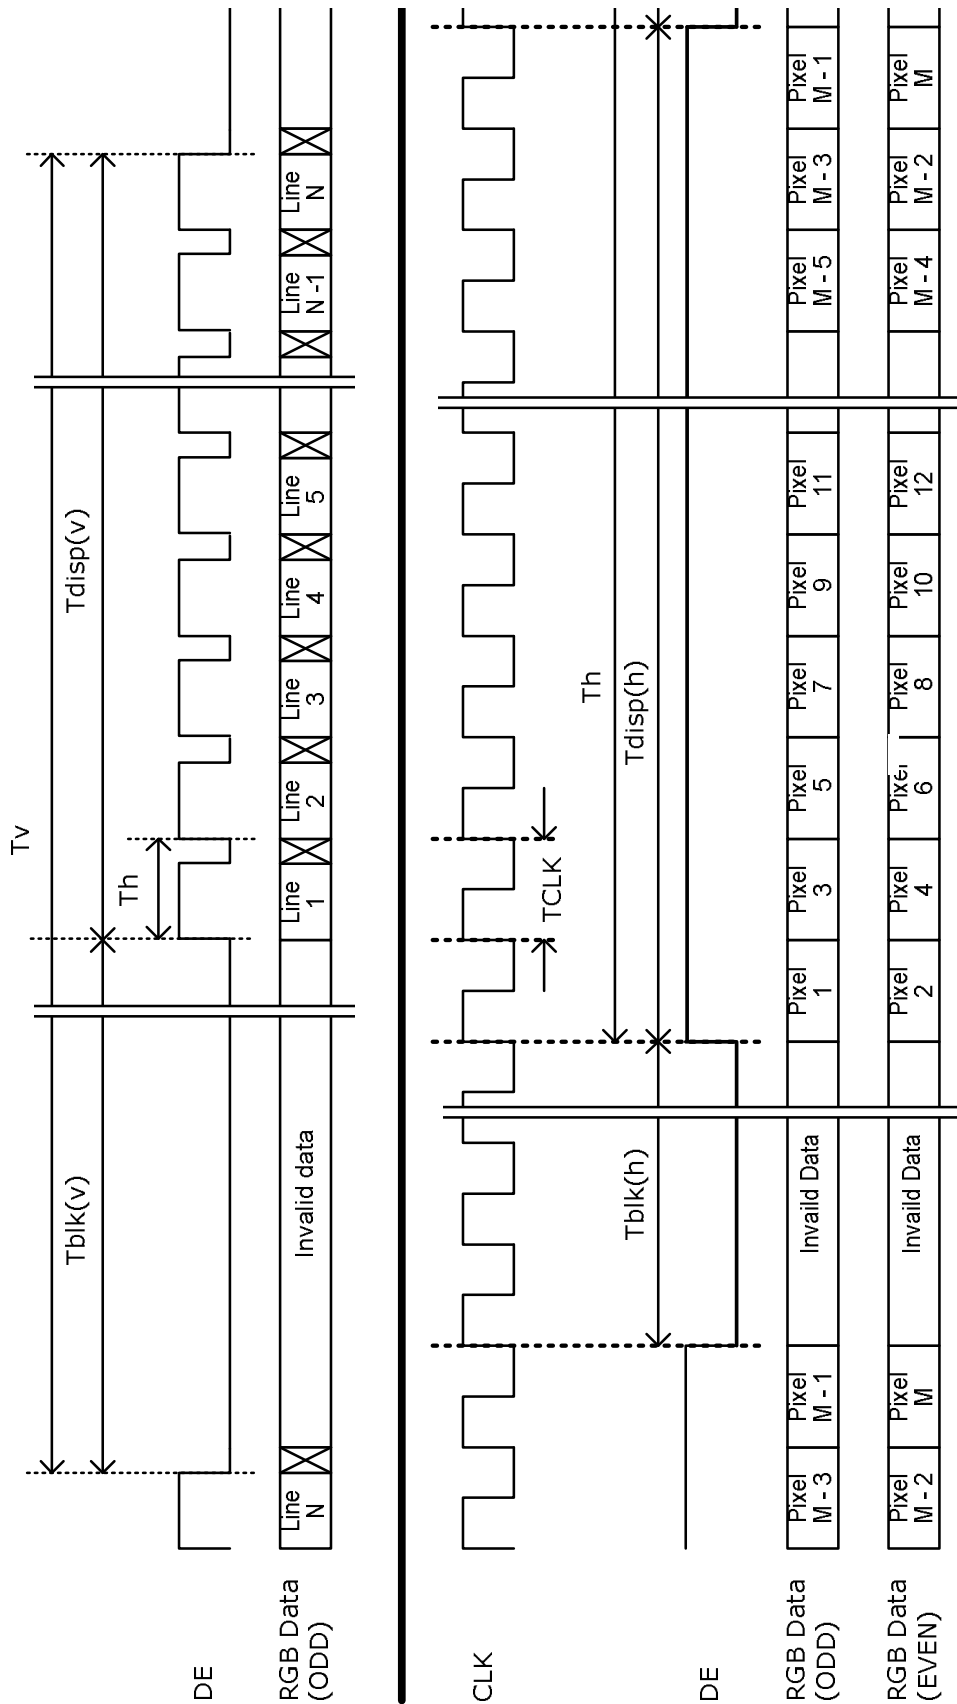 Tv
Tblk(v)
Tdisp(v)
Th
DE
RGB Data
(ODD)
Line
N
Invalid data
Line
1
Line
2
Line
3
Line
4
Line
5
Line
N -1
Line
N
CLK
TCLK
Th
Tblk(h)
Tdisp(h)
DE
RGB Data
(ODD)
Pixel
M - 3
Pixel
M - 1
Invaild Data
Pixel
1
Pixel
3
Pixel
5
Pixel
7
Pixel
9
Pixel
11
Pixel
M - 5
Pixel
M - 3
Pixel
M - 1
RGB Data
(EVEN)
Pixel
M - 2
Pixel
M
Invaild Data
Pixel
2
Pixel
4
Pixel
6
Pixel
8
Pixel
10
Pixel
12
Pixel
M - 4
Pixel
M - 2
Pixel
M